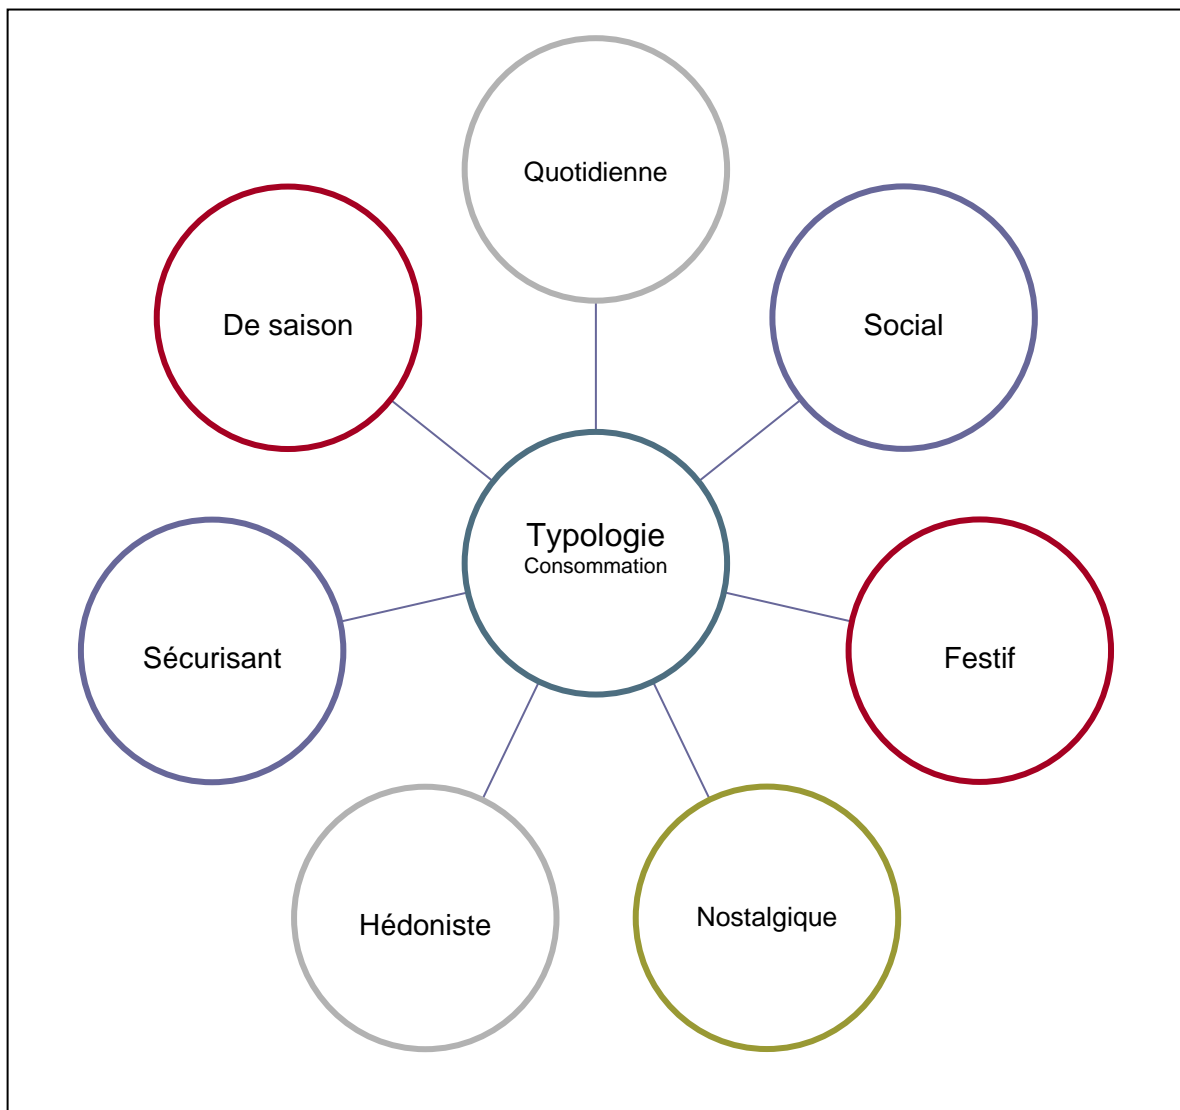 Quotidienne
De saison
Social
Typologie
Consommation
Sécurisant
Festif
Hédoniste
Nostalgique